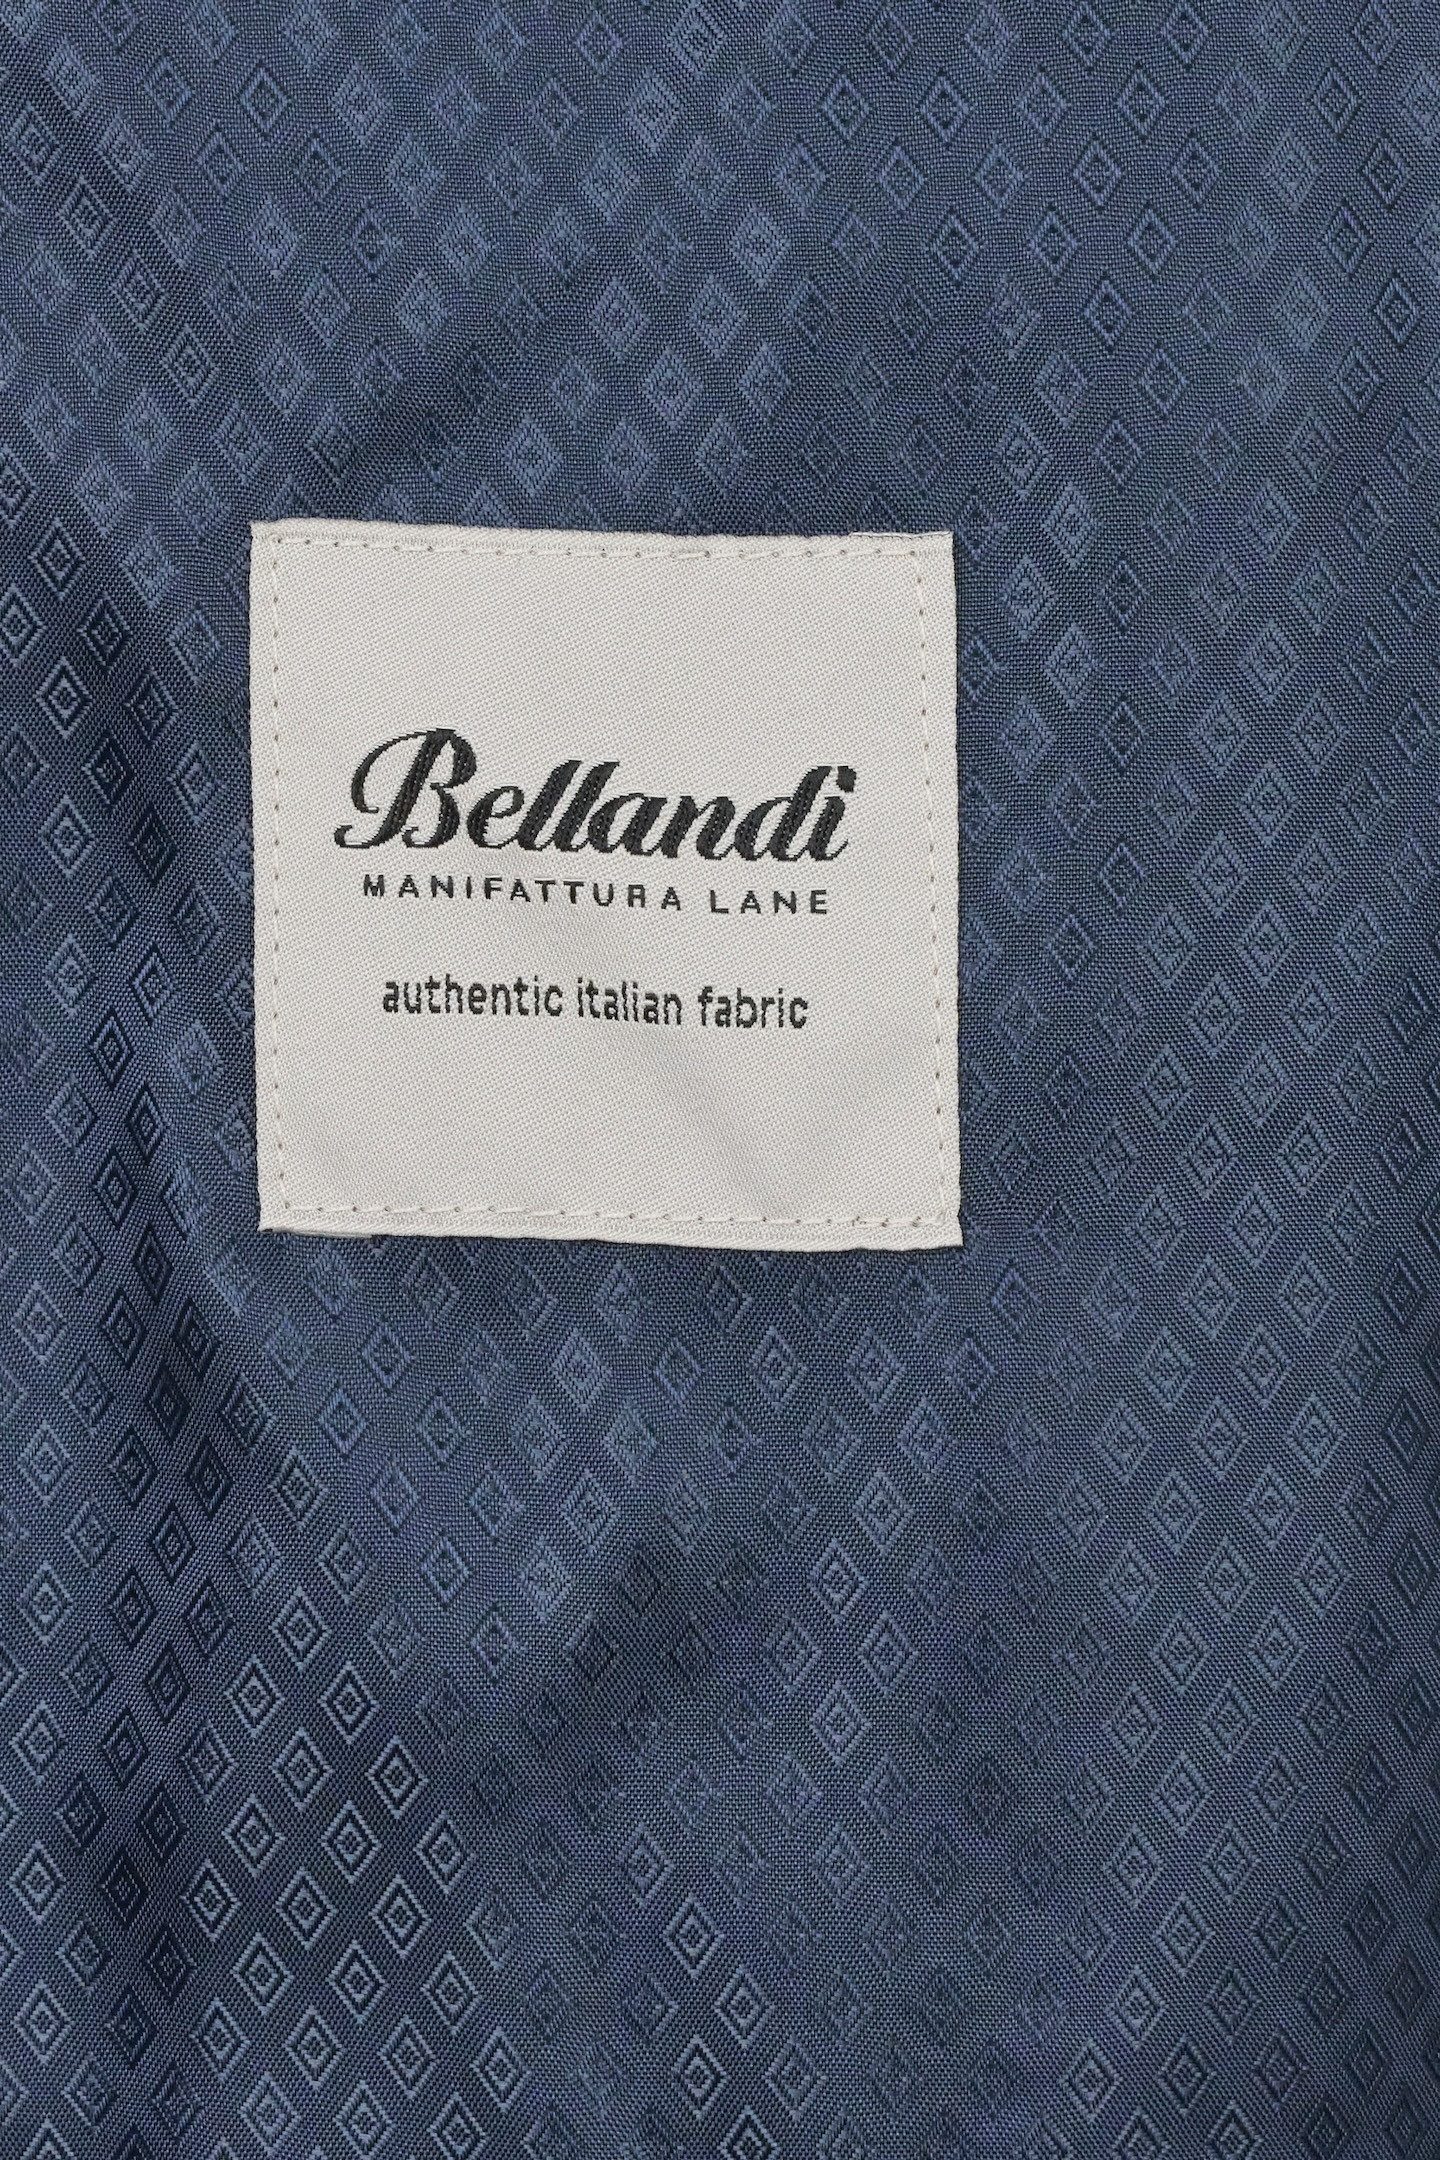 Bellandi
MANIFATTURA LANE
authentic italian fabric